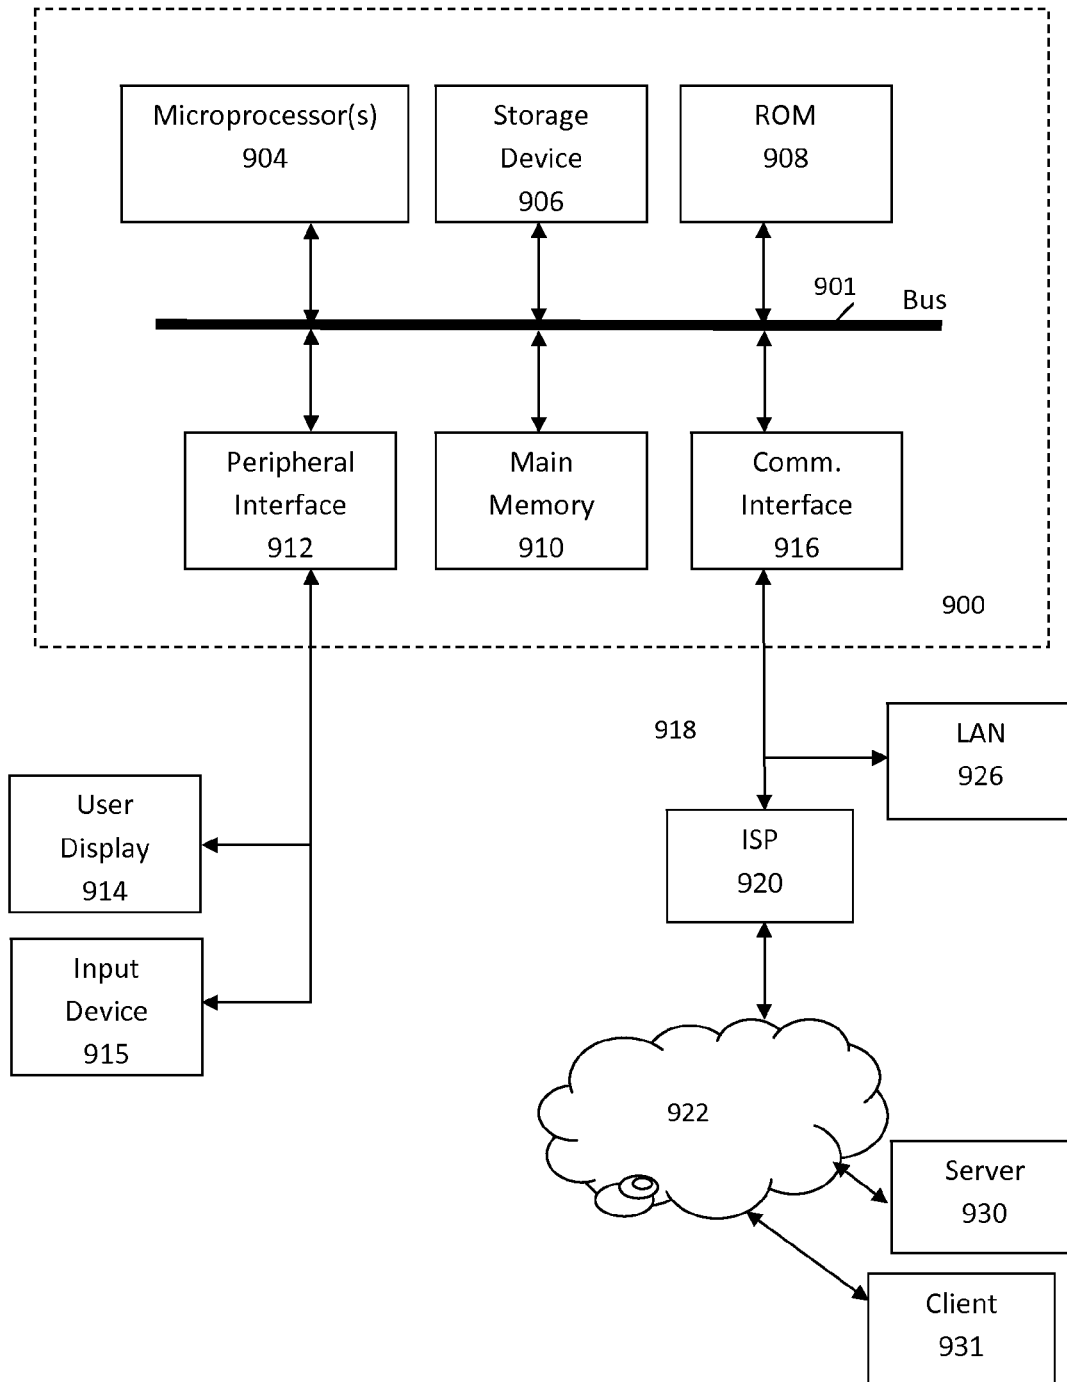 Microprocessor(s)
904
Storage
Device
906
ROM
908
901
Bus
Peripheral
Interface
912
Main
Memory
910
Comm.
Interface
916
900
918
LAN
926
User
Display
914
ISP
920
Input
Device
915
922
Server
930
Client
931